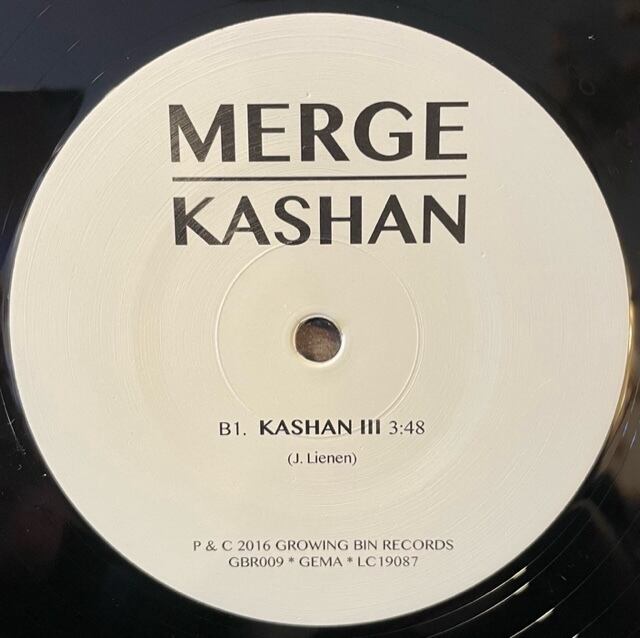 MERGE
KASHAN
B1. KASHAN III 3:48
(J. Lienen)
P & C 2016 GROWING BIN RECORDS
GBR009 * GEMA * LC19087